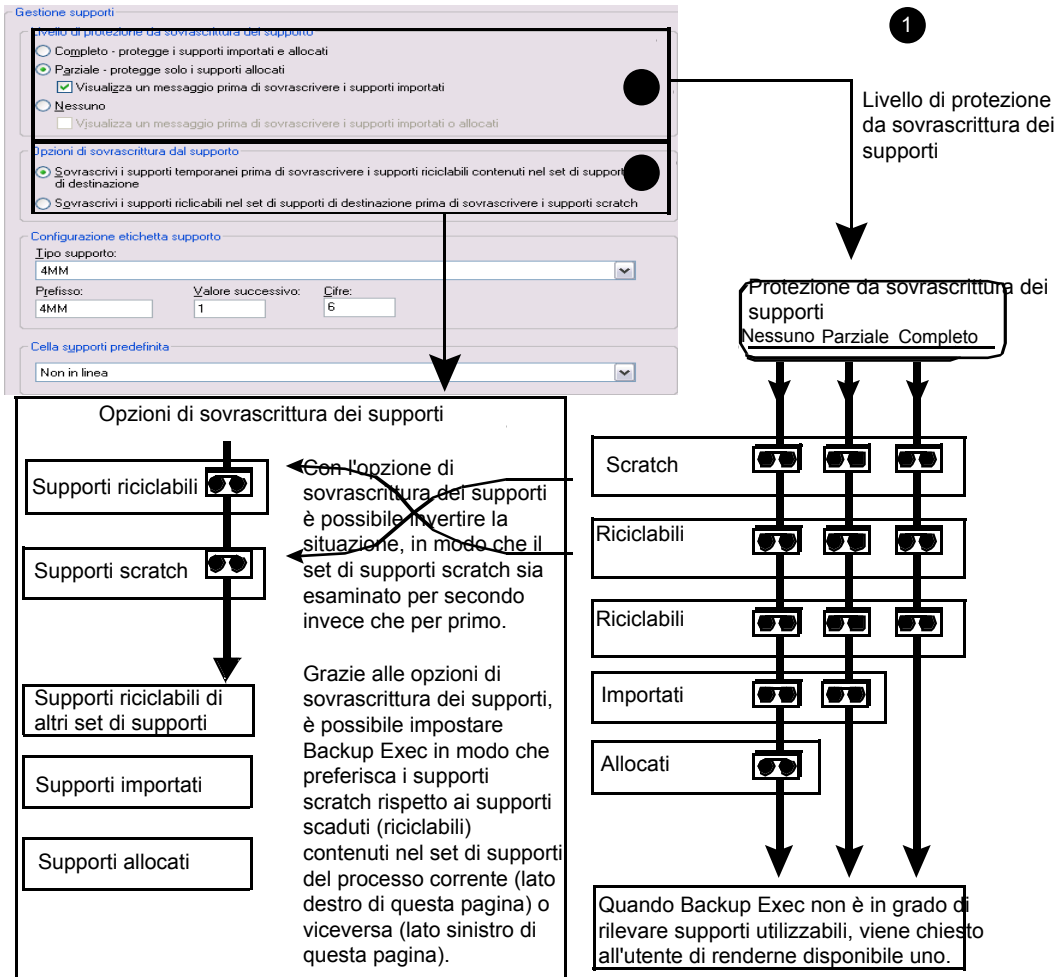 Gestione supporti
Livello di protezione da sovrascrittura del supporto
Completo - protegge i supporti importati e allocati
Parziale - protegge solo i supporti allocati
Visualizza un messaggio prima di sovrascrivere i supporti importati
Nessuno
Visualizza un messaggio prima di sovrascrivere i supporti importati o allocati
Opzioni di sovrascrittura dal supporto
Sovrascrivi i supporti temporanei prima di sovrascrivere i supporti riciclabili contenuti nel set di support
di destinazione
Sovrascrivi i supporti riclicabili nel set di supporti di destinazione prima di sovrascrivere i supporti scratch
Configurazione etichetta supporto
Tipo supporto:
4MM
Prefisso: Valore successivo: Cifre:
4MM 1 6
Cella supporti predefinita
Non in linea
1
Livello di protezione
da sovrascrittura dei
supporti
Protezione da sovrascrittura dei
supporti
Nessuno Parziale Completo
Opzioni di sovrascrittura dei supporti
Supporti riciclabili
Supporti scratch
Supporti riciclabili di
altri set di supporti
Supporti importati
Supporti allocati
Con l'opzione di
sovrascrittura dei supporti
è possibile invertire la
situazione, in modo che il
set di supporti scratch sia
esaminato per secondo
invece che per primo.
Grazie alle opzioni di
sovrascrittura dei supporti,
è possibile impostare
Backup Exec in modo che
preferisca i supporti
scratch rispetto ai supporti
scaduti (riciclabili)
contenuti nel set di supporti
del processo corrente (lato
destro di questa pagina) o
viceversa (lato sinistro di
questa pagina).
Scratch
Riciclabili
Riciclabili
Importati
Allocati
Quando Backup Exec non è in grado di
rilevare supporti utilizzabili, viene chiesto
all'utente di renderne disponibile uno.